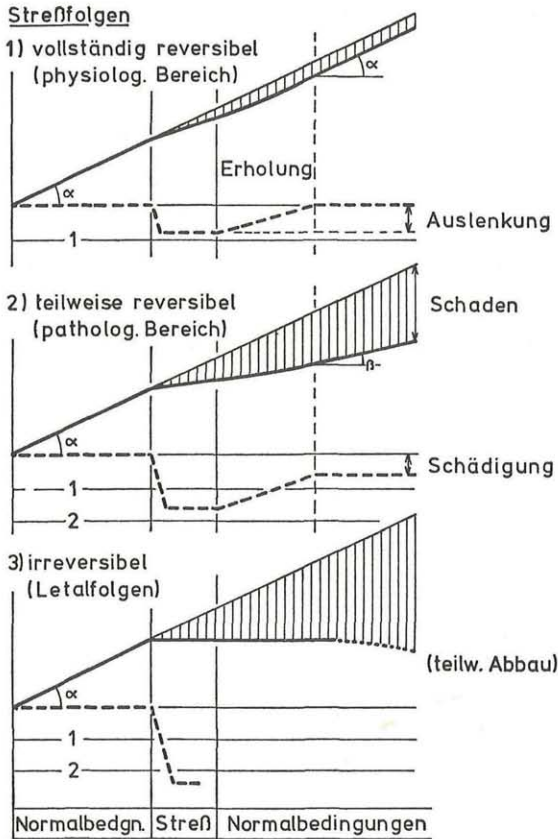 Streßfolgen
1) vollständig reversibel
(physiolog. Bereich)
α
Erholung
α
1
Auslenkung
2) teilweise reversibel
(patholog. Bereich)
Schaden
β-
α
1
Schädigung
2
3) irreversibel
(Letalfolgen)
(teilw. Abbau)
α
1
2
Normalbedgn. Streß Normalbedingungen